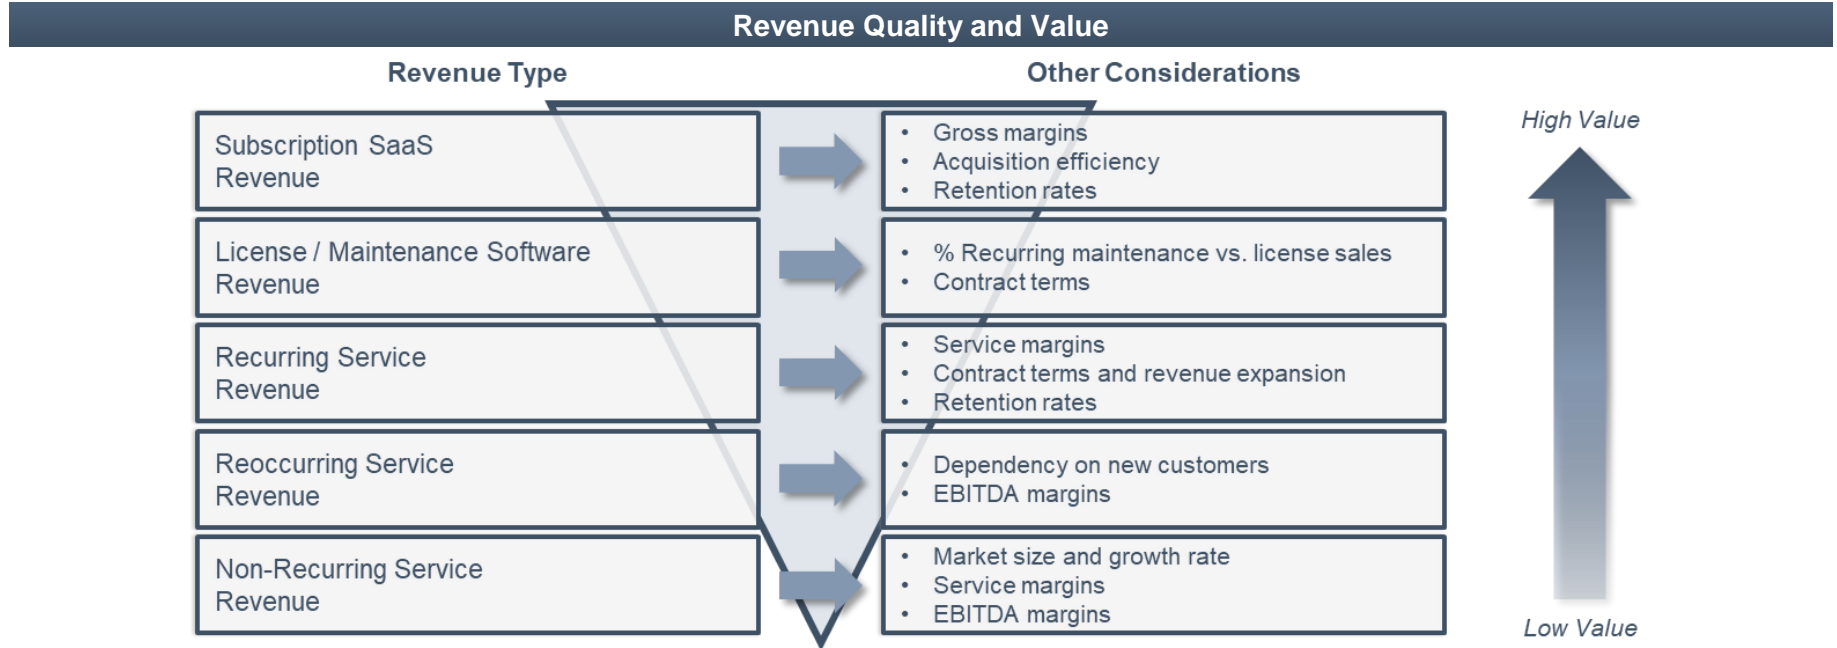 Revenue Quality and Value
Revenue Type
Other Considerations
Subscription SaaS
Revenue
• Gross margins
• Acquisition efficiency
• Retention rates
High Value
License / Maintenance Software
Revenue
• % Recurring maintenance vs. license sales
• Contract terms
Recurring Service
Revenue
• Service margins
• Contract terms and revenue expansion
• Retention rates
Reoccurring Service
Revenue
• Dependency on new customers
• EBITDA margins
Non-Recurring Service
Revenue
• Market size and growth rate
• Service margins
• EBITDA margins
Low Value